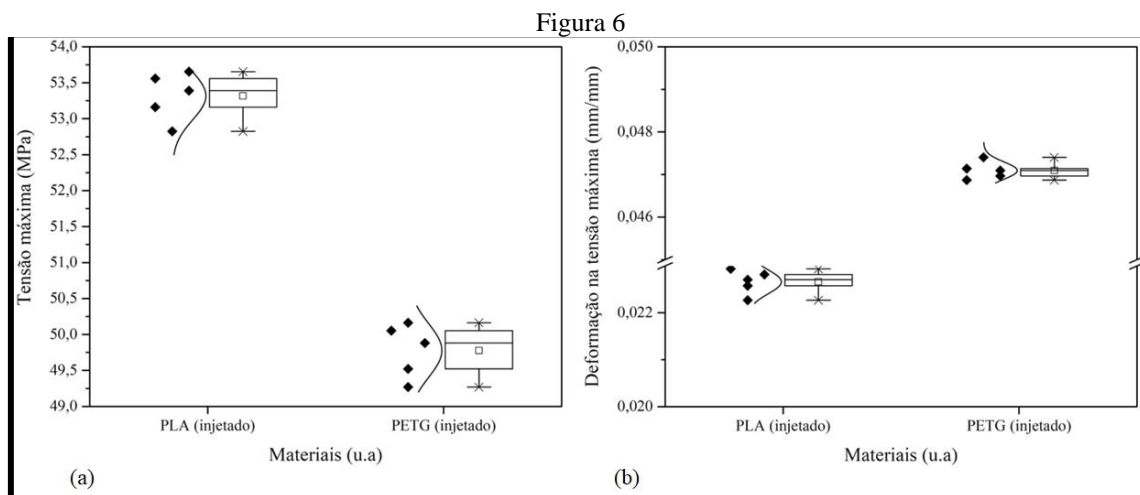 Figura 6
54,0
53,5
53,0
52,5
52,0
51,5
51,0
50,5
50,0
49,5
49,0
Tensão máxima (MPa)
PLA (injetado)
PETG (injetado)
Materiais (u.a)
(a)
0,050
0,048
0,046
0,022
0,020
Deformação na tensão máxima (mm/mm)
PLA (injetado)
PETG (injetado)
Materiais (u.a)
(b)